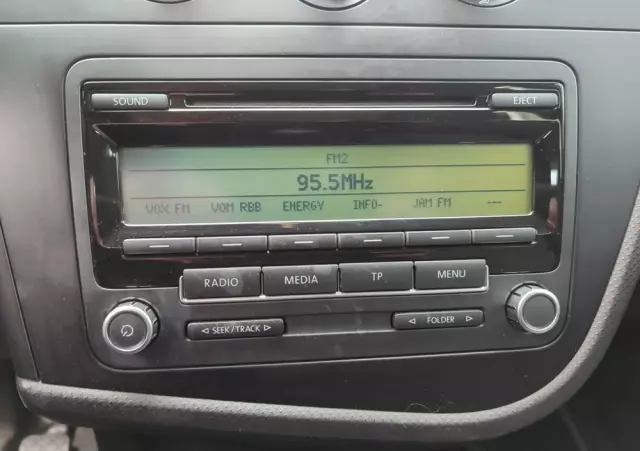 SOUND EJECT
FM2
95.5MHz
VOX FM VOM RBB ENERGY INFO- JAM FM ---
RADIO MEDIA TP MENU
◁ SEEK/TRACK ▷ ◁ FOLDER ▷